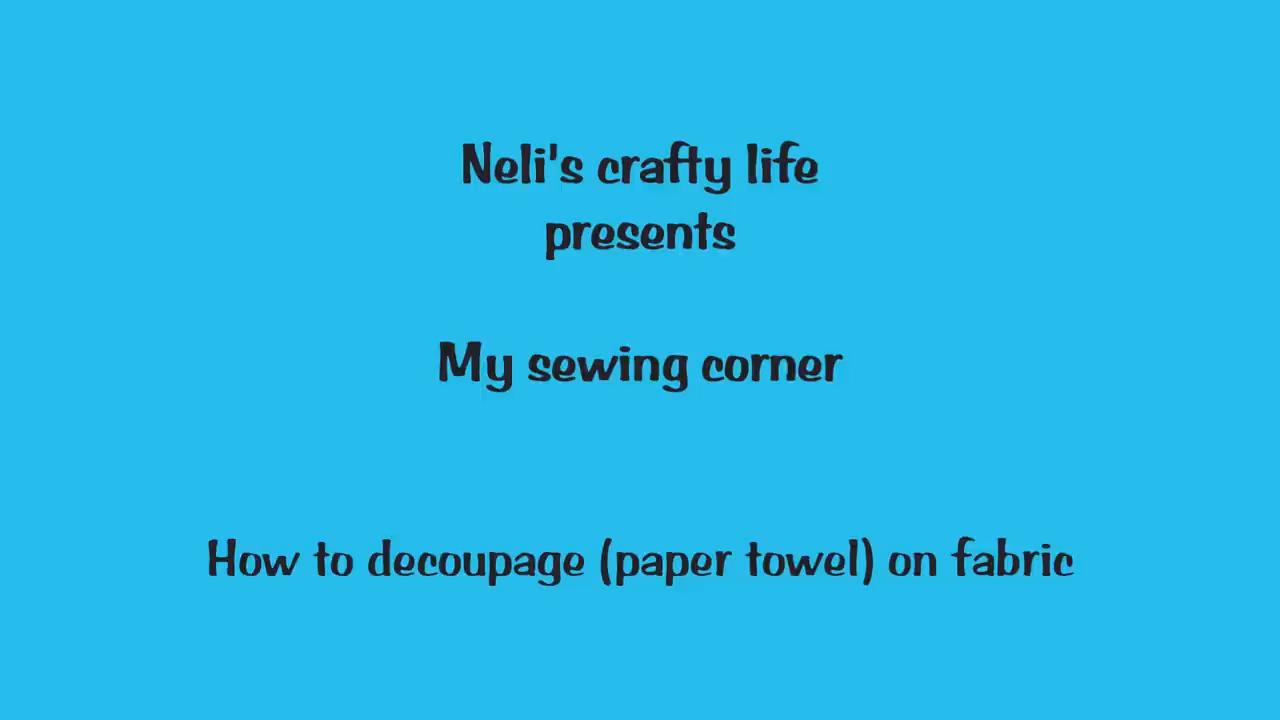 Neli's crafty life
presents
My sewing corner
How to decoupage (paper towel) on fabric